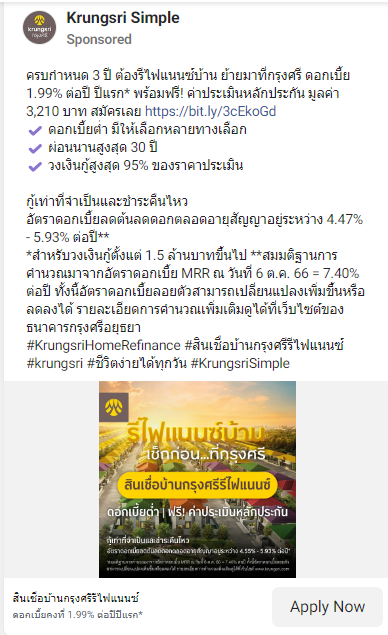 Krungsri Simple
Sponsored
krungsri
กรุงศรี
ครบกำหนด 3 ปี ต้องรีไฟแนนซ์บ้าน ย้ายมาที่กรุงศรี ดอกเบี้ย
1.99% ต่อปี ปีแรก* พร้อมฟรี! ค่าประเมินหลักประกัน มูลค่า
3,210 บาท สมัครเลย https://bit.ly/3cEkoGd
✔ ดอกเบี้ยต่ำ มีให้เลือกหลายทางเลือก
✔ ผ่อนนานสูงสุด 30 ปี
✔ วงเงินกู้สูงสุด 95% ของราคาประเมิน
กู้เท่าที่จำเป็นและชำระคืนไหว
อัตราดอกเบี้ยลดต้นลดดอกตลอดอายุสัญญาอยู่ระหว่าง 4.47%
- 5.93% ต่อปี**
*สำหรับวงเงินกู้ตั้งแต่ 1.5 ล้านบาทขึ้นไป **สมมติฐานการ
คำนวณมาจากอัตราดอกเบี้ย MRR ณ วันที่ 6 ต.ค. 66 = 7.40%
ต่อปี ทั้งนี้อัตราดอกเบี้ยลอยตัวสามารถเปลี่ยนแปลงเพิ่มขึ้นหรือ
ลดลงได้ รายละเอียดการคำนวณเพิ่มเติมดูได้ที่เว็บไซต์ของ
ธนาคารกรุงศรีอยุธยา
#KrungsriHomeRefinance #สินเชื่อบ้านกรุงศรีรีไฟแนนซ์
#krungsri #ชีวิตง่ายได้ทุกวัน #KrungsriSimple
รีไฟแนนซ์บ้าน
เช็กก่อน...ที่กรุงศรี
สินเชื่อบ้านกรุงศรีรีไฟแนนซ์
ดอกเบี้ยต่ำ | ฟรี! ค่าประเมินหลักประกัน
กู้เท่าที่จำเป็นและชำระคืนไหว
อัตราดอกเบี้ยลดต้นลดดอกตลอดอายุสัญญาอยู่ระหว่าง 4.55% - 5.93% ต่อปี*
สินเชื่อบ้านกรุงศรีรีไฟแนนซ์
ดอกเบี้ยคงที่ 1.99% ต่อปีปีแรก*
Apply Now